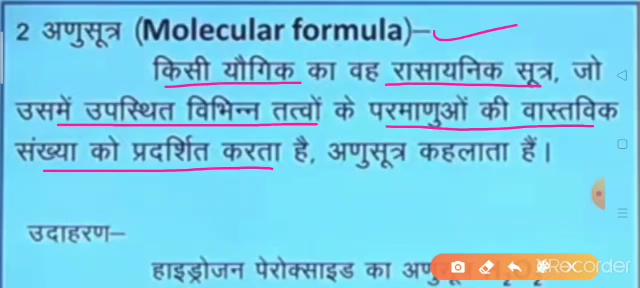 2 अणुसूत्र (Molecular formula)–
किसी यौगिक का वह रासायनिक सूत्र, जो
उसमें उपस्थित विभिन्न तत्वों के परमाणुओं की वास्तविक
संख्या को प्रदर्शित करता है, अणुसूत्र कहलाता हैं।
उदाहरण–
हाइड्रोजन पेरोक्साइड का
Recorder